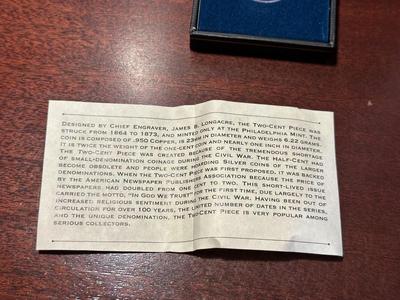 Designed by Chief Engraver, James B. Longacre, the Two-Cent Piece was
struck from 1864 to 1873, and minted only at the Philadelphia Mint. The
coin is composed of .950 copper, is 23mm in diameter and weighs 6.22 grams.
It is twice the weight of the one-cent coin and nearly one inch in diameter.
The Two-Cent Piece was created because of the tremendous shortage
of small-denomination coinage during the Civil War. The Half-Cent had
become obsolete and people were hoarding silver coins of the larger
denominations. When the Two-Cent Piece was first proposed, it was backed
by the American Newspaper Publishers Association because the price of
newspapers had doubled from one cent to two. This short-lived issue
carried the motto, "In God We Trust" for the first time, due largely to the
increased religious sentiment during the Civil War. Having been out of
circulation for over 100 years, the limited number of dates in the series,
and the unique denomination, the Two-Cent Piece is very popular among
serious collectors.